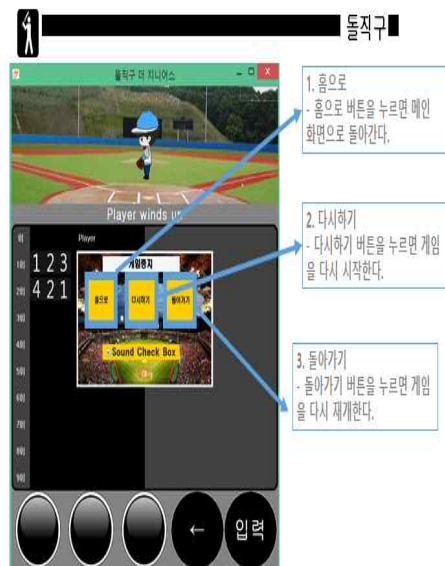 돌직구
돌직구 더 지니어스
Player winds up
회 Player
1회 1 2 3
2회 4 2 1
3회
4회
5회
6회
7회
8회
9회
게임중지
홈으로 다시하기 돌아가기
Sound Check Box
← 입력
1. 홈으로
- 홈으로 버튼을 누르면 메인
화면으로 돌아간다.
2. 다시하기
- 다시하기 버튼을 누르면 게임
을 다시 시작한다.
3. 돌아가기
- 돌아가기 버튼을 누르면 게임
을 다시 재개한다.